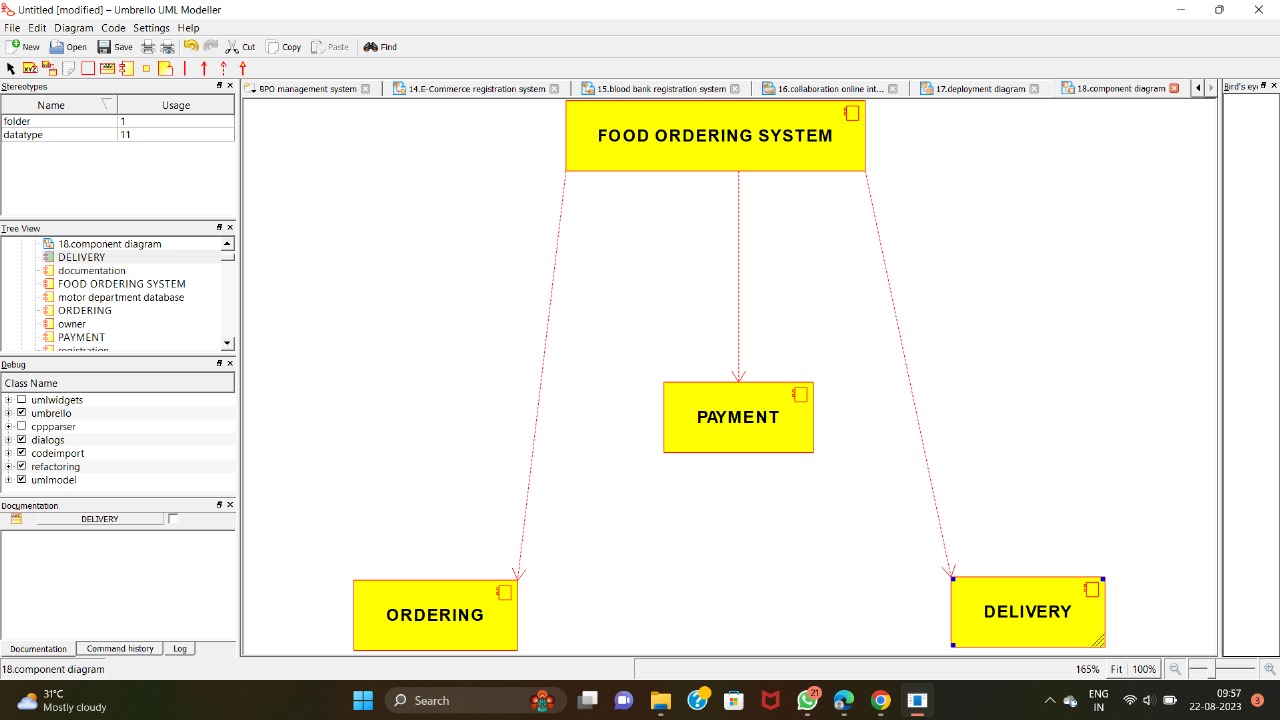 Untitled [modified] – Umbrello UML Modeller
File Edit Diagram Code Settings Help
New Open Save Cut Copy Paste Find
Stereotypes
Name Usage
folder 1
datatype 11
Tree View
18.component diagram
DELIVERY
documentation
FOOD ORDERING SYSTEM
motor department database
ORDERING
owner
PAYMENT
registration
Debug
Class Name
umlwidgets
umbrello
cppparser
dialogs
codeimport
refactoring
umlmodel
Documentation
DELIVERY
Documentation Command history Log
BPO management system 14.E-Commerce registration system 15.blood bank registration system 16.collaboration online int... 17.deployment diagram 18.component diagram
Bird's eye
FOOD ORDERING SYSTEM
PAYMENT
ORDERING
DELIVERY
18.component diagram 165% Fit 100%
31°C
Mostly cloudy
Search
21
ENG
IN
09:57
22-08-2023
3